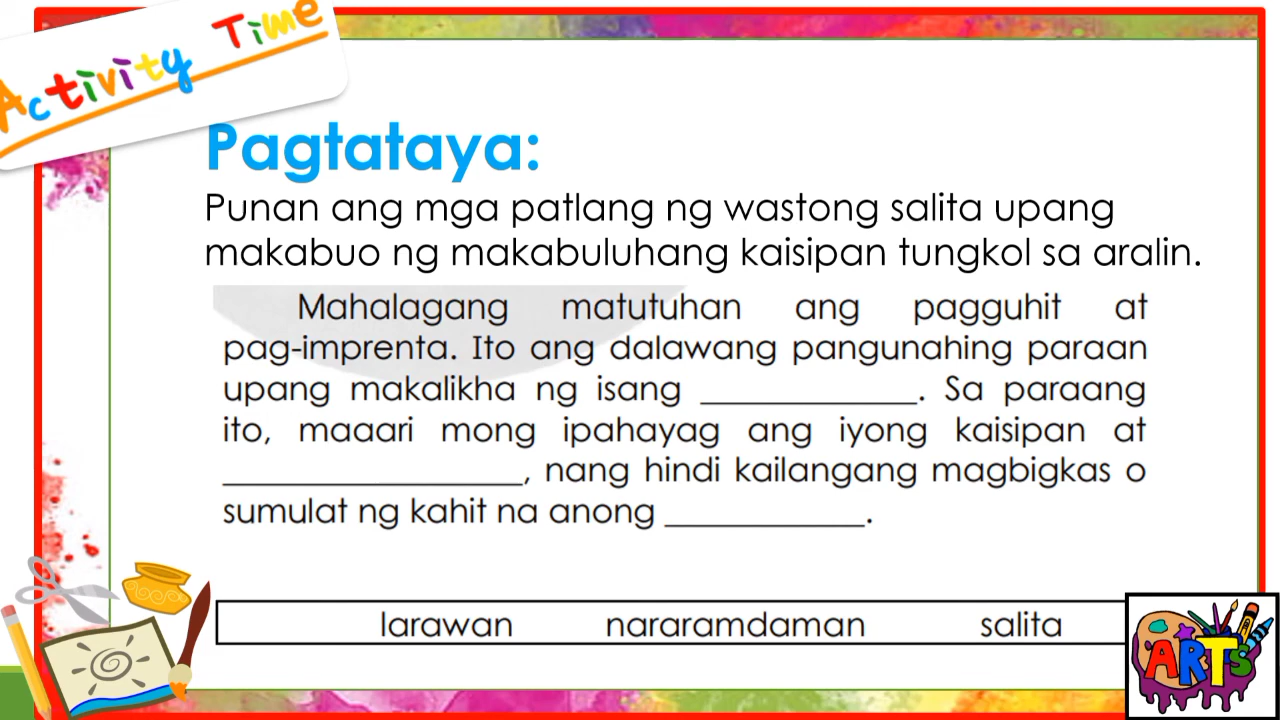 Activity Time
Pagtataya:
Punan ang mga patlang ng wastong salita upang
makabuo ng makabuluhang kaisipan tungkol sa aralin.
Mahalagang matutuhan ang pagguhit at
pag-imprenta. Ito ang dalawang pangunahing paraan
upang makalikha ng isang _____________. Sa paraang
ito, maaari mong ipahayag ang iyong kaisipan at
__________________, nang hindi kailangang magbigkas o
sumulat ng kahit na anong ____________.
larawan nararamdaman salita
ARTS